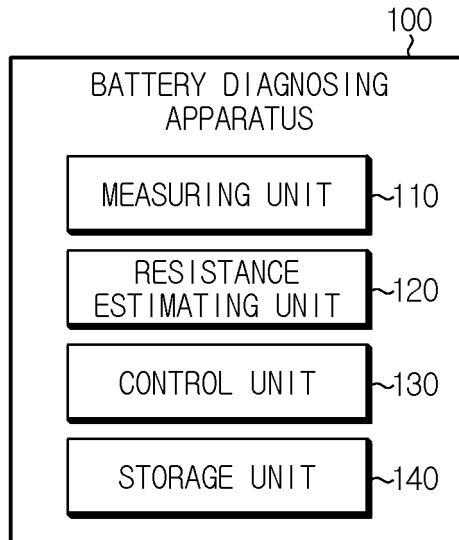 100
BATTERY DIAGNOSING
APPARATUS
MEASURING UNIT
110
RESISTANCE
ESTIMATING UNIT
120
CONTROL UNIT
130
STORAGE UNIT
140